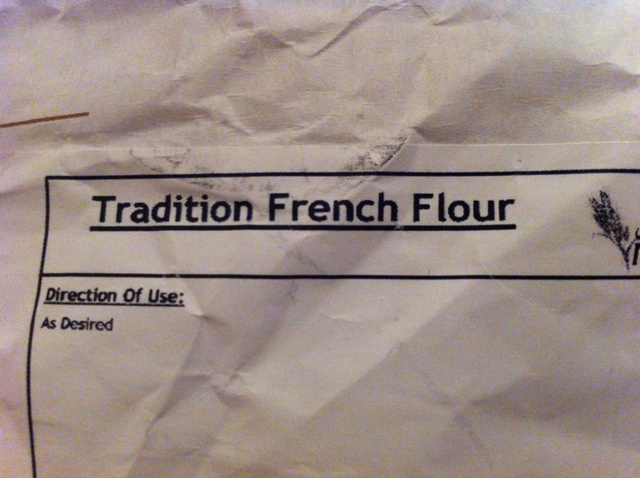 Tradition French Flour
Direction Of Use:
As Desired